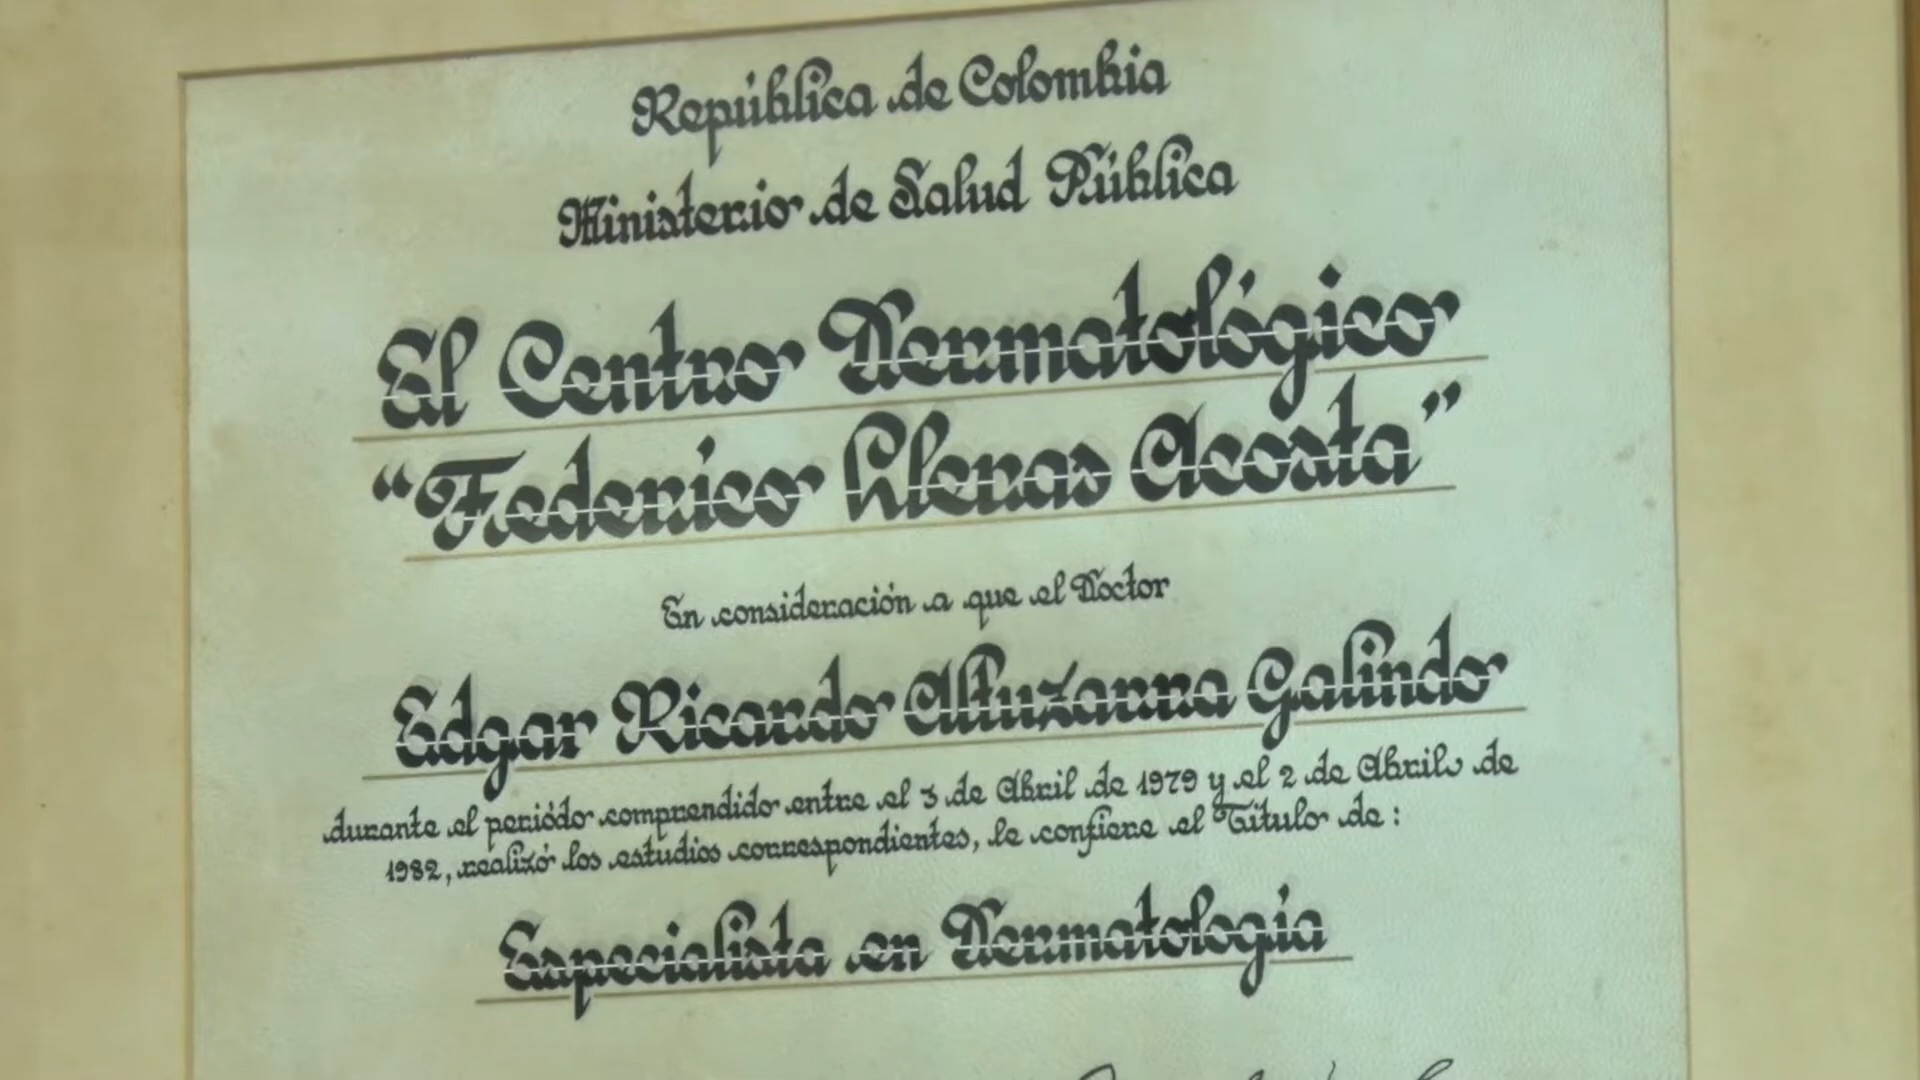 República de Colombia
Ministerio de Salud Pública
El Centro Dermatológico
“Federico Lleras Acosta”
En consideración a que el Doctor
Edgar Ricardo Altuzarra Galindo
durante el periódo comprendido entre el 3 de Abril de 1979 y el 2 de Abril de
1982, realizó los estudios correspondientes, le confiere el Título de:
Especialista en Dermatología